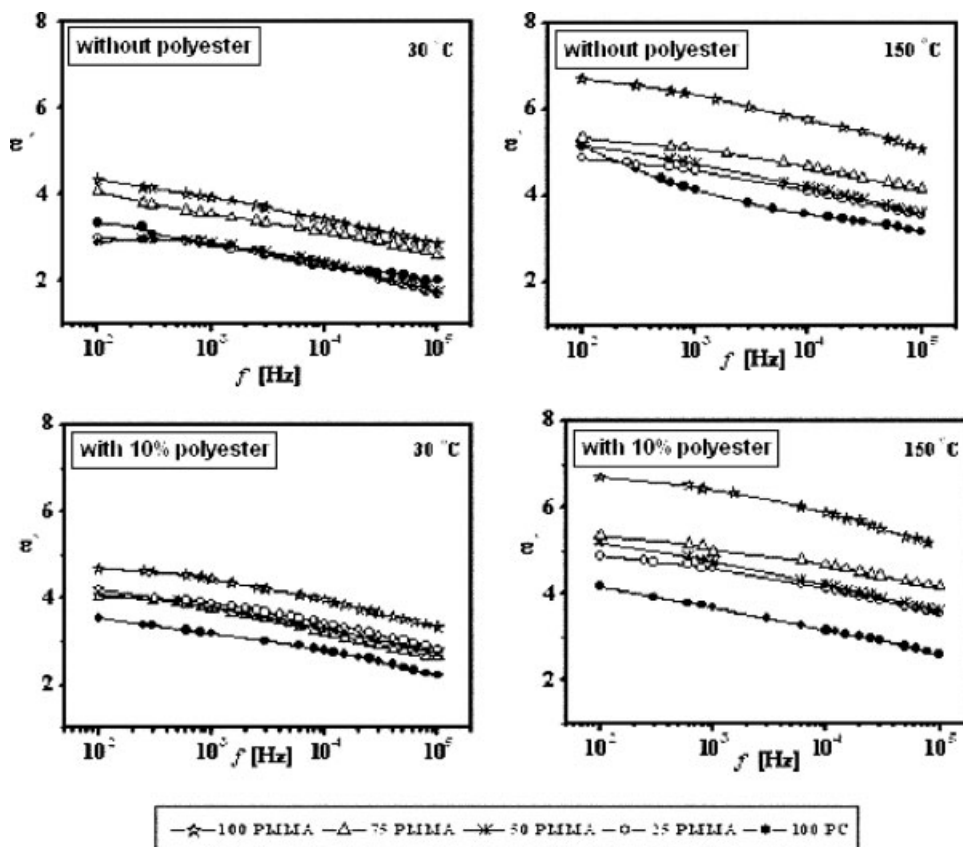 8
6
4
2
without polyester
30 °C
ε'
10² 10³ 10⁴ 10⁵
f [Hz]
8
6
4
2
without polyester
150 °C
ε'
10² 10³ 10⁴ 10⁵
f [Hz]
8
6
4
2
with 10% polyester
30 °C
ε'
10² 10³ 10⁴ 10⁵
f [Hz]
8
6
4
2
with 10% polyester
150 °C
ε'
10² 10³ 10⁴ 10⁵
f [Hz]
100 PMMA 75 PMMA 50 PMMA 25 PMMA 100 PC